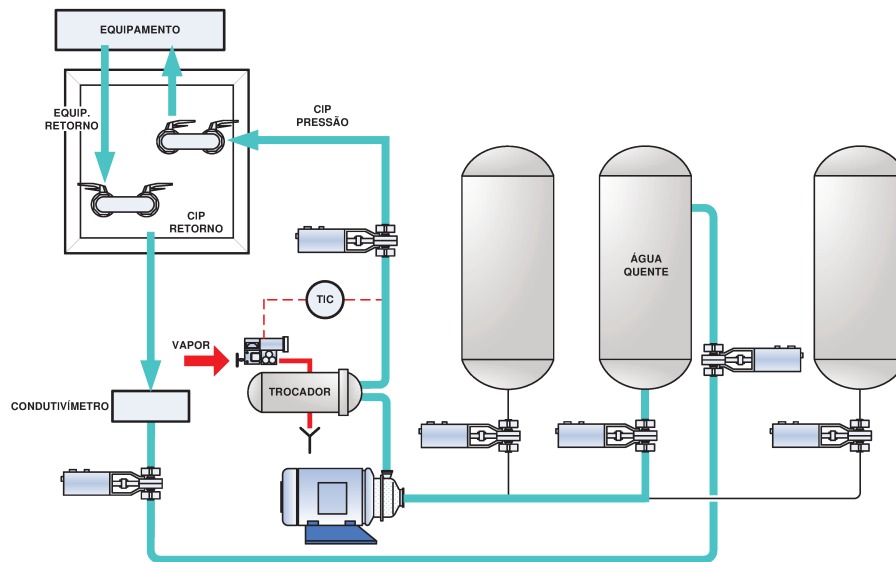 EQUIPAMENTO
EQUIP.
RETORNO
CIP
PRESSÃO
CIP
RETORNO
ÁGUA
QUENTE
TIC
VAPOR
TROCADOR
CONDUTIVÍMETRO